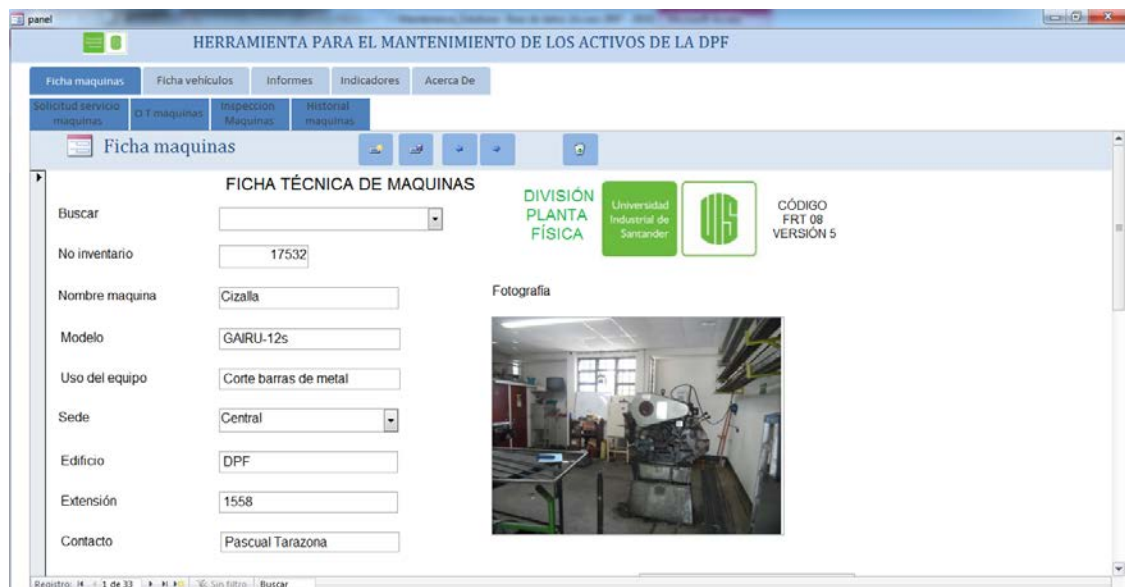 panel
HERRAMIENTA PARA EL MANTENIMIENTO DE LOS ACTIVOS DE LA DPF
Ficha maquinas Ficha vehículos Informes Indicadores Acerca De
Solicitud servicio maquinas
O T maquinas
Inspeccion Maquinas
Historial maquinas
Ficha maquinas
FICHA TÉCNICA DE MAQUINAS
DIVISIÓN
PLANTA
FÍSICA
Universidad
Industrial de
Santander
UIS
CÓDIGO
FRT 08
VERSIÓN 5
Buscar
No inventario 17532
Nombre maquina Cizalla
Fotografía
Modelo GAIRU-12s
Uso del equipo Corte barras de metal
Sede Central
Edificio DPF
Extensión 1558
Contacto Pascual Tarazona
Registro: 1 de 33 Sin filtro Buscar